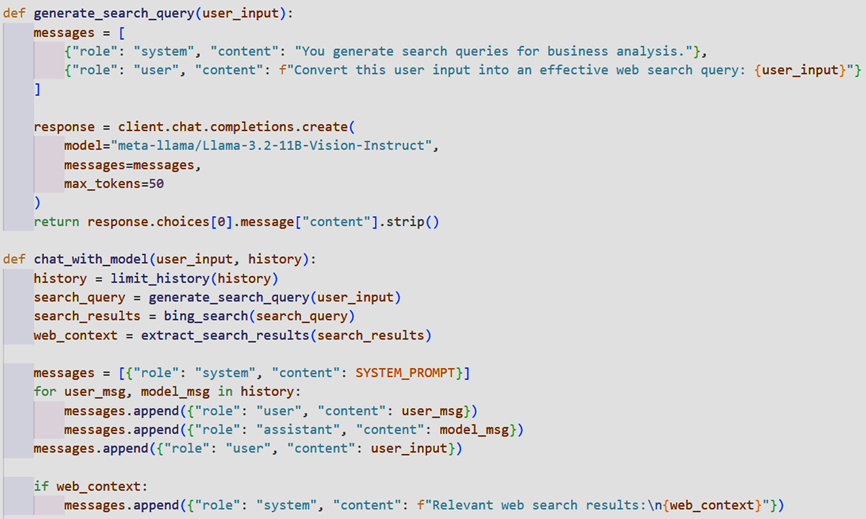 def generate_search_query(user_input):
    messages = [
        {"role": "system", "content": "You generate search queries for business analysis."},
        {"role": "user", "content": f"Convert this user input into an effective web search query: {user_input}"}
    ]

    response = client.chat.completions.create(
        model="meta-llama/Llama-3.2-11B-Vision-Instruct",
        messages=messages,
        max_tokens=50
    )
    return response.choices[0].message["content"].strip()

def chat_with_model(user_input, history):
    history = limit_history(history)
    search_query = generate_search_query(user_input)
    search_results = bing_search(search_query)
    web_context = extract_search_results(search_results)

    messages = [{"role": "system", "content": SYSTEM_PROMPT}]
    for user_msg, model_msg in history:
        messages.append({"role": "user", "content": user_msg})
        messages.append({"role": "assistant", "content": model_msg})
    messages.append({"role": "user", "content": user_input})

    if web_context:
        messages.append({"role": "system", "content": f"Relevant web search results:\n{web_context}"})